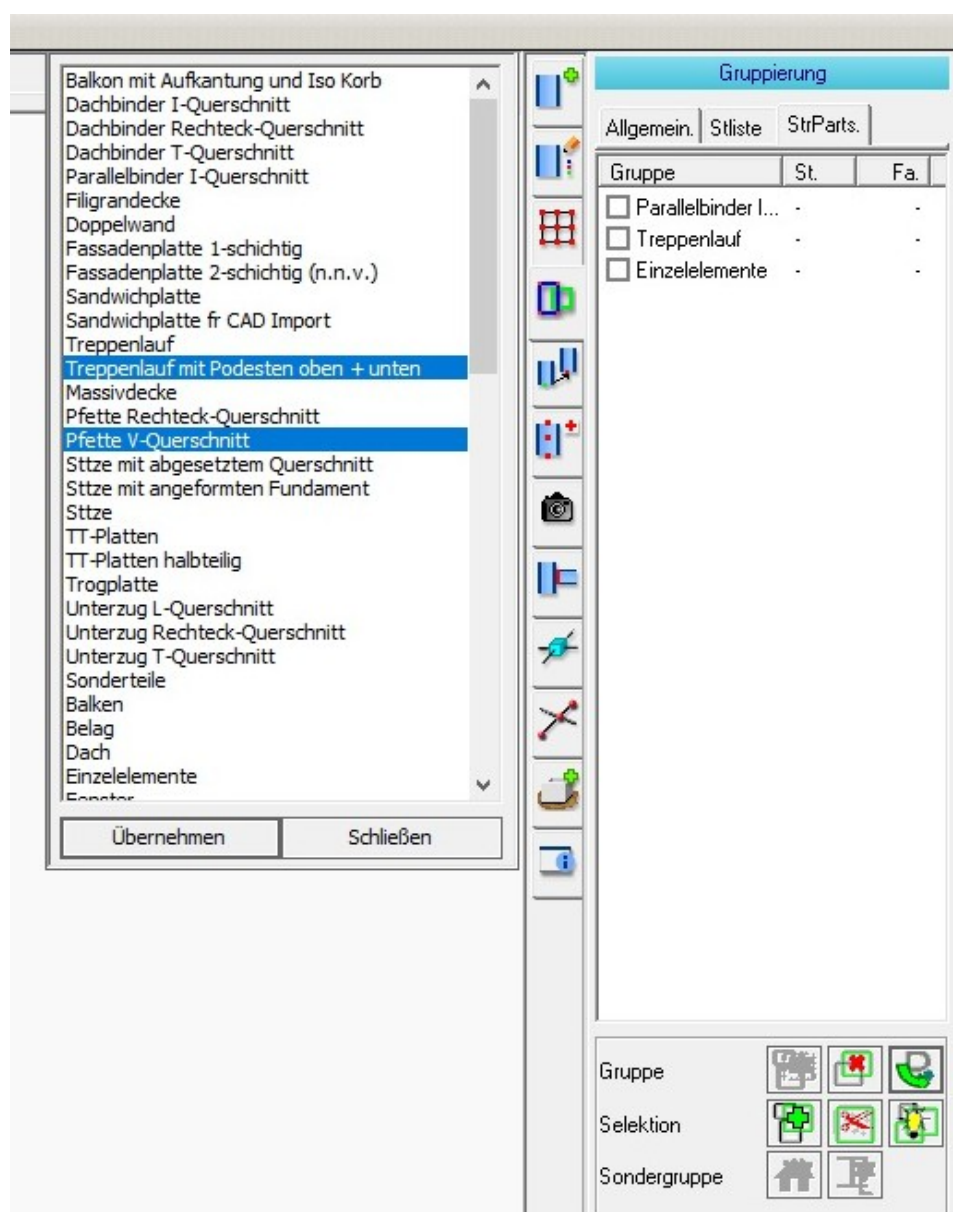 Balkon mit Aufkantung und Iso Korb
Dachbinder I-Querschnitt
Dachbinder Rechteck-Querschnitt
Dachbinder T-Querschnitt
Parallelbinder I-Querschnitt
Filigrandecke
Doppelwand
Fassadenplatte 1-schichtig
Fassadenplatte 2-schichtig (n.n.v.)
Sandwichplatte
Sandwichplatte fr CAD Import
Treppenlauf
Treppenlauf mit Podesten oben + unten
Massivdecke
Pfette Rechteck-Querschnitt
Pfette V-Querschnitt
Sttze mit abgesetztem Querschnitt
Sttze mit angeformten Fundament
Sttze
TT-Platten
TT-Platten halbteilig
Trogplatte
Unterzug L-Querschnitt
Unterzug Rechteck-Querschnitt
Unterzug T-Querschnitt
Sonderteile
Balken
Belag
Dach
Einzelelemente
Fenster
Übernehmen Schließen
Gruppierung
Allgemein. Stliste StrParts.
Gruppe St. Fa.
Parallelbinder I... - -
Treppenlauf - -
Einzelelemente - -
Gruppe
Selektion
Sondergruppe